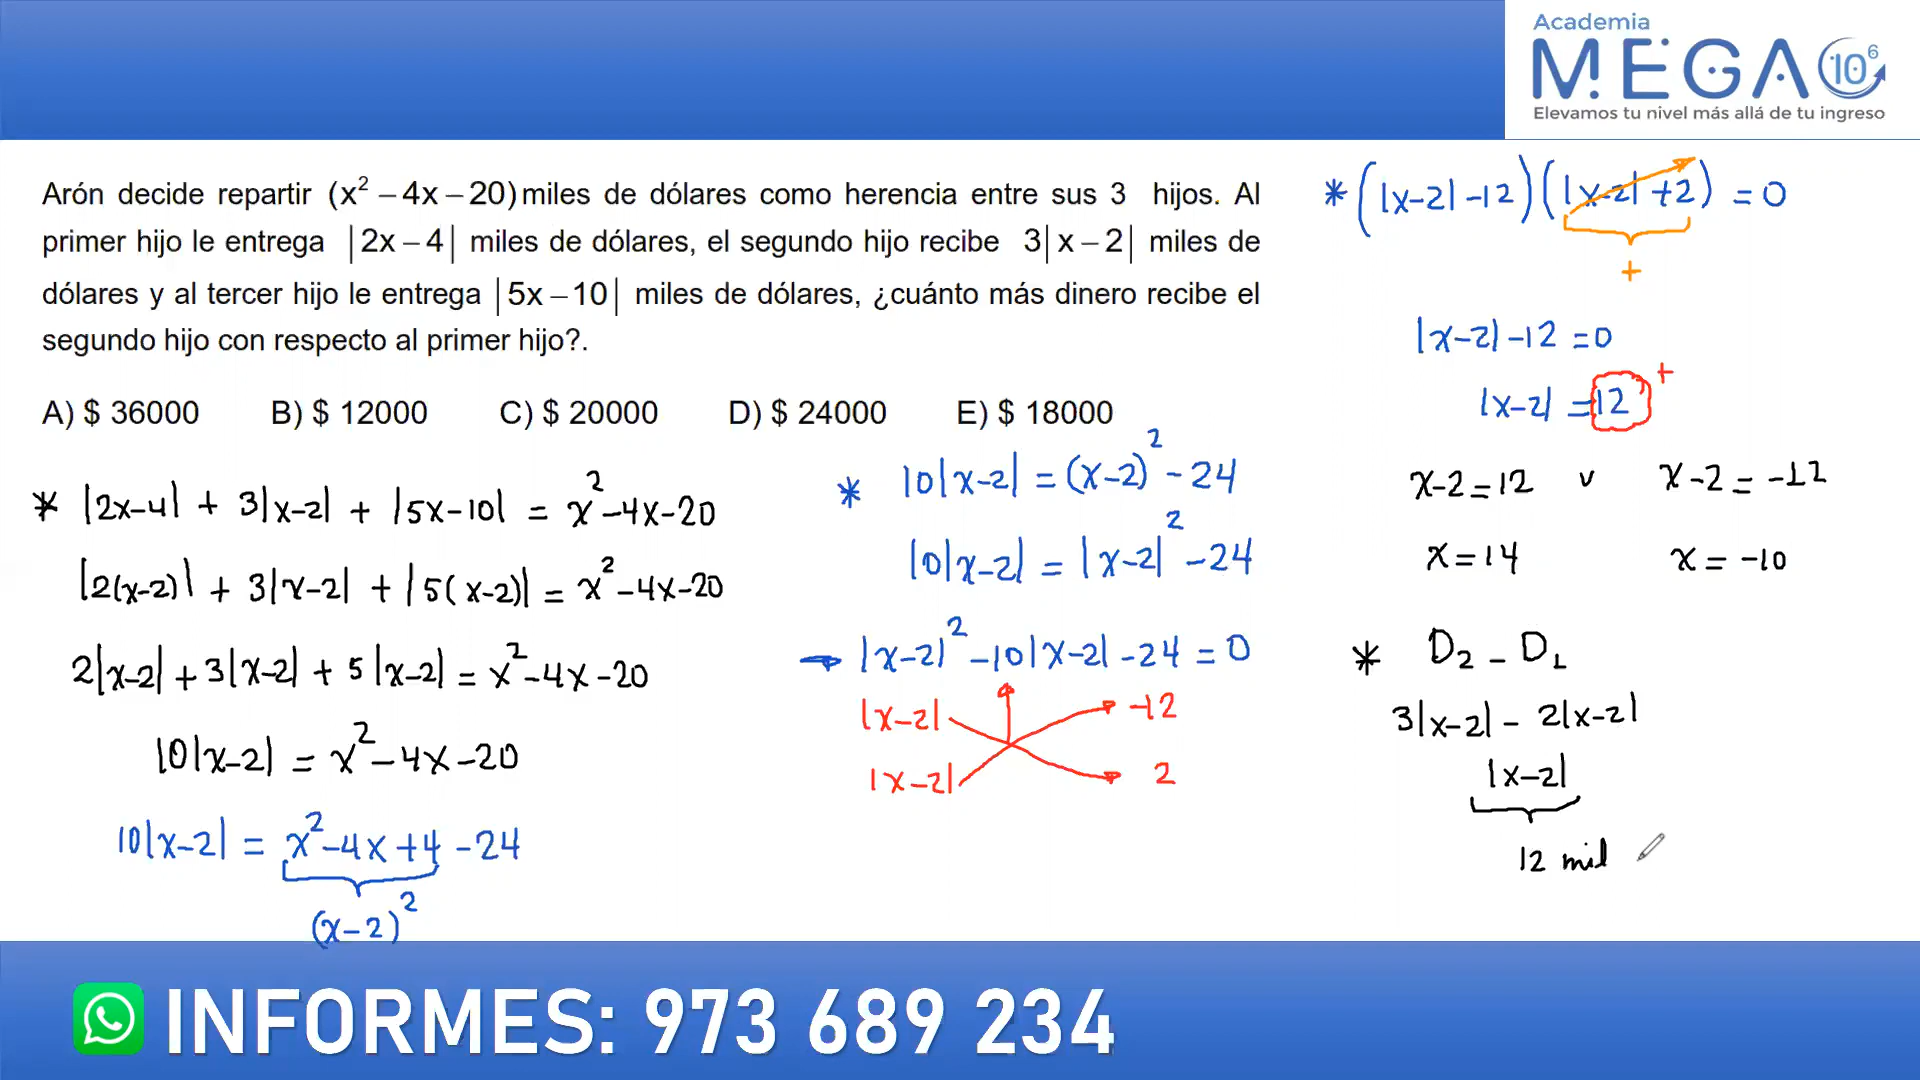 Academia
MEGA 10⁶
Elevamos tu nivel más allá de tu ingreso
Arón decide repartir (x² – 4x – 20) miles de dólares como herencia entre sus 3 hijos. Al
primer hijo le entrega |2x – 4| miles de dólares, el segundo hijo recibe 3|x – 2| miles de
dólares y al tercer hijo le entrega |5x – 10| miles de dólares, ¿cuánto más dinero recibe el
segundo hijo con respecto al primer hijo?.
A) $ 36000 B) $ 12000 C) $ 20000 D) $ 24000 E) $ 18000
* |2x-4| + 3|x-2| + |5x-10| = x²-4x-20
|2(x-2)| + 3|x-2| + |5(x-2)| = x²-4x-20
2|x-2| + 3|x-2| + 5|x-2| = x²-4x-20
10|x-2| = x²-4x-20
10|x-2| = x²-4x+4-24
(x-2)²
* 10|x-2| = (x-2)²-24
10|x-2| = |x-2|²-24
→ |x-2|²-10|x-2|-24 = 0
|x-2| -12
|x-2| 2
* (|x-2|-12)(|x-2|+2) = 0
+
|x-2|-12 = 0
|x-2| = 12 +
x-2 = 12 v x-2 = -12
x = 14 x = -10
* D₂ - D₁
3|x-2| - 2|x-2|
|x-2|
12 mil
INFORMES: 973 689 234